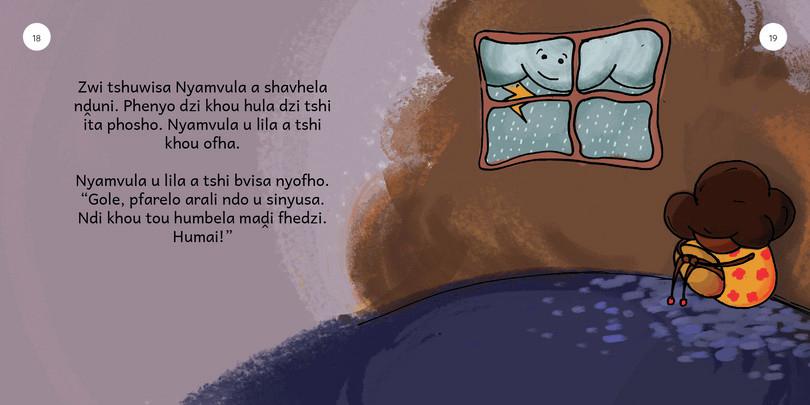 18
Zwi tshuwisa Nyamvula a shavhela
nḓuni. Phenyo dzi khou hula dzi tshi
ita phosho. Nyamvula u lila a tshi
khou ofha.
Nyamvula u lila a tshi bvisa nyofho.
“Gole, pfarelo arali ndo u sinyusa.
Ndi khou tou humbela maḓi fhedzi.
Humai!”
19